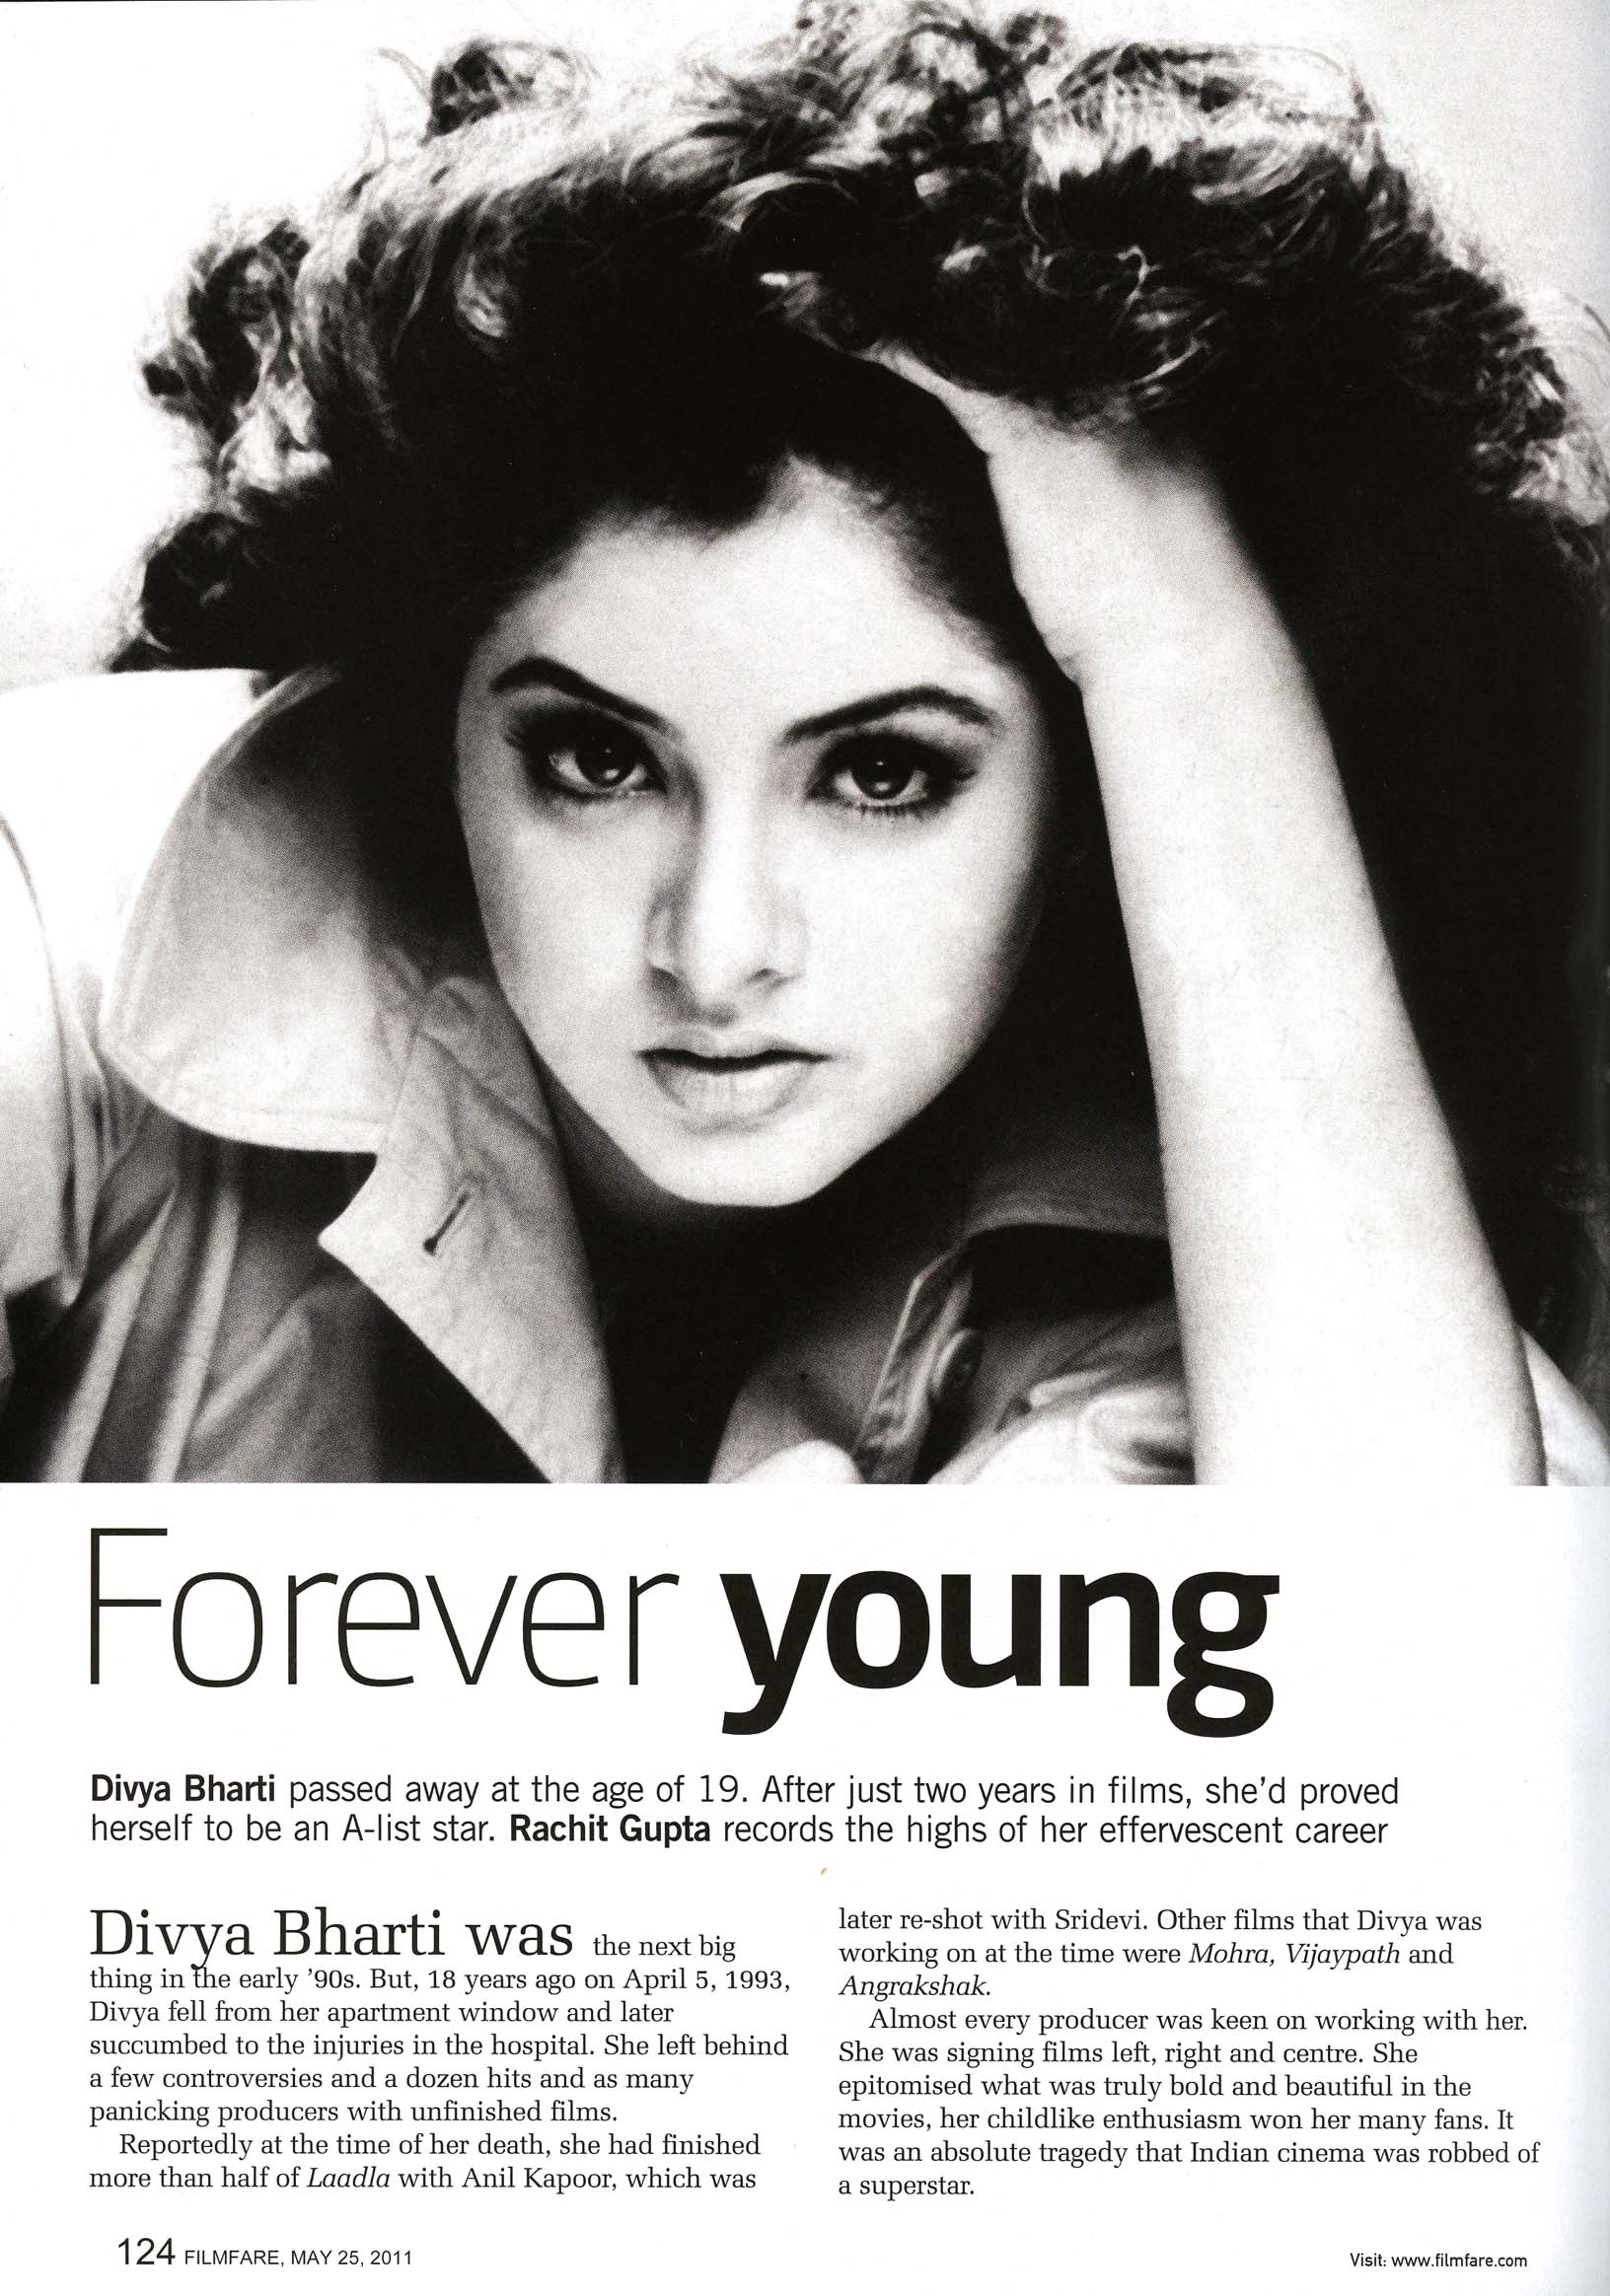 Forever young
Divya Bharti passed away at the age of 19. After just two years in films, she'd proved
herself to be an A-list star. Rachit Gupta records the highs of her effervescent career
Divya Bharti was the next big
thing in the early '90s. But, 18 years ago on April 5, 1993,
Divya fell from her apartment window and later
succumbed to the injuries in the hospital. She left behind
a few controversies and a dozen hits and as many
panicking producers with unfinished films.
Reportedly at the time of her death, she had finished
more than half of Laadla with Anil Kapoor, which was
later re-shot with Sridevi. Other films that Divya was
working on at the time were Mohra, Vijaypath and
Angrakshak.
Almost every producer was keen on working with her.
She was signing films left, right and centre. She
epitomised what was truly bold and beautiful in the
movies, her childlike enthusiasm won her many fans. It
was an absolute tragedy that Indian cinema was robbed of
a superstar.
124 FILMFARE, MAY 25, 2011
Visit: www.filmfare.com